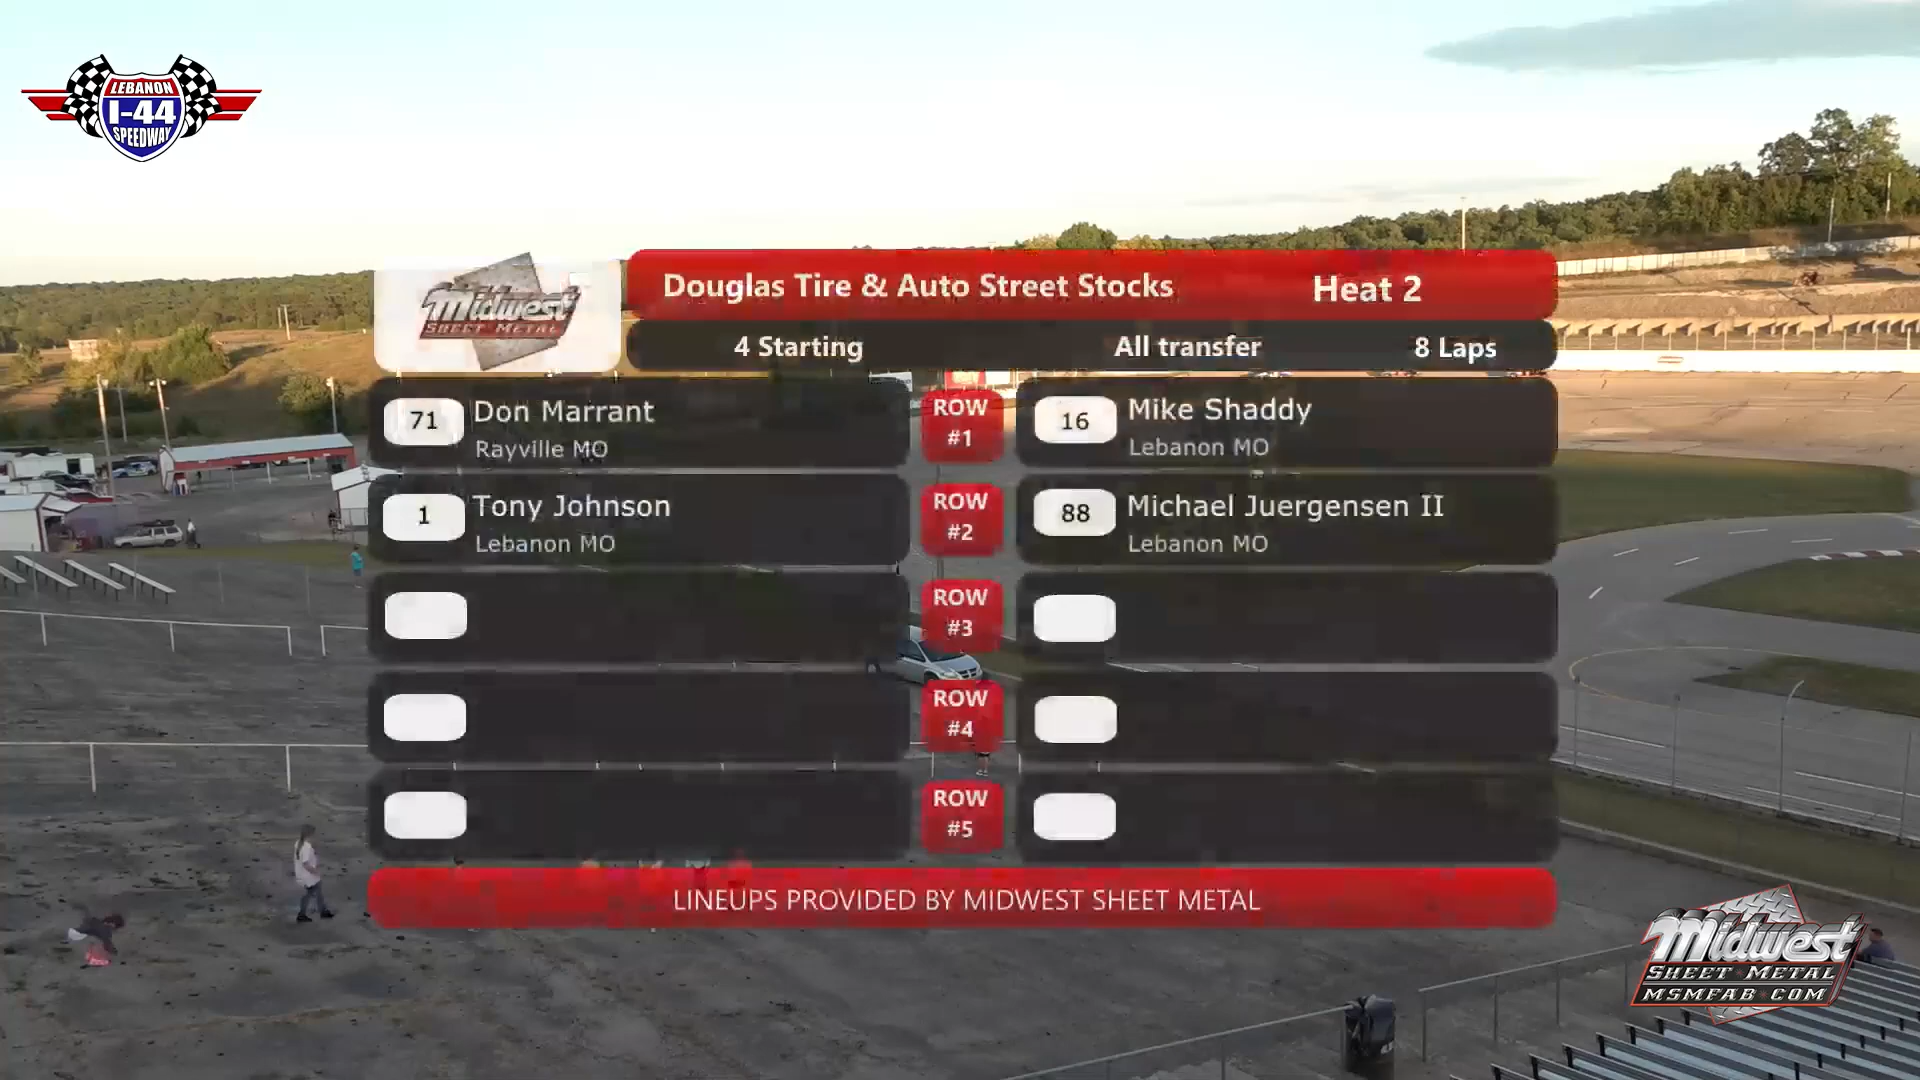 LEBANON
I-44
SPEEDWAY
Midwest
SHEET METAL
Douglas Tire & Auto Street Stocks
Heat 2
4 Starting
All transfer
8 Laps
71
Don Marrant
Rayville MO
ROW
#1
16
Mike Shaddy
Lebanon MO
1
Tony Johnson
Lebanon MO
ROW
#2
88
Michael Juergensen II
Lebanon MO
ROW
#3
ROW
#4
ROW
#5
LINEUPS PROVIDED BY MIDWEST SHEET METAL
Midwest
SHEET METAL
MSMFAB.COM